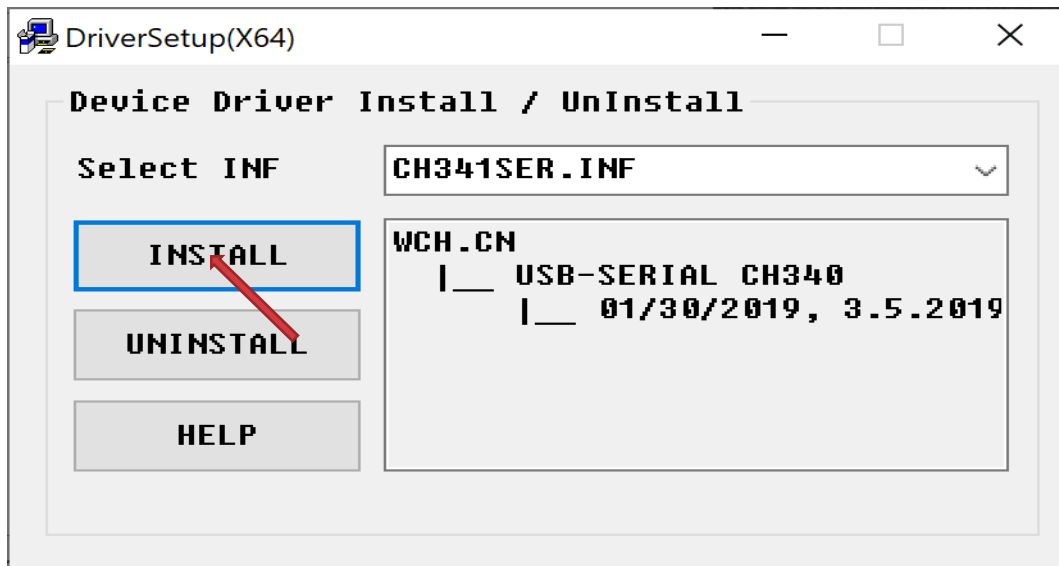 DriverSetup(X64)
Device Driver Install / UnInstall
Select INF
CH341SER.INF
INSTALL
UNINSTALL
HELP
WCH.CN
|__ USB-SERIAL CH340
|__ 01/30/2019, 3.5.2019